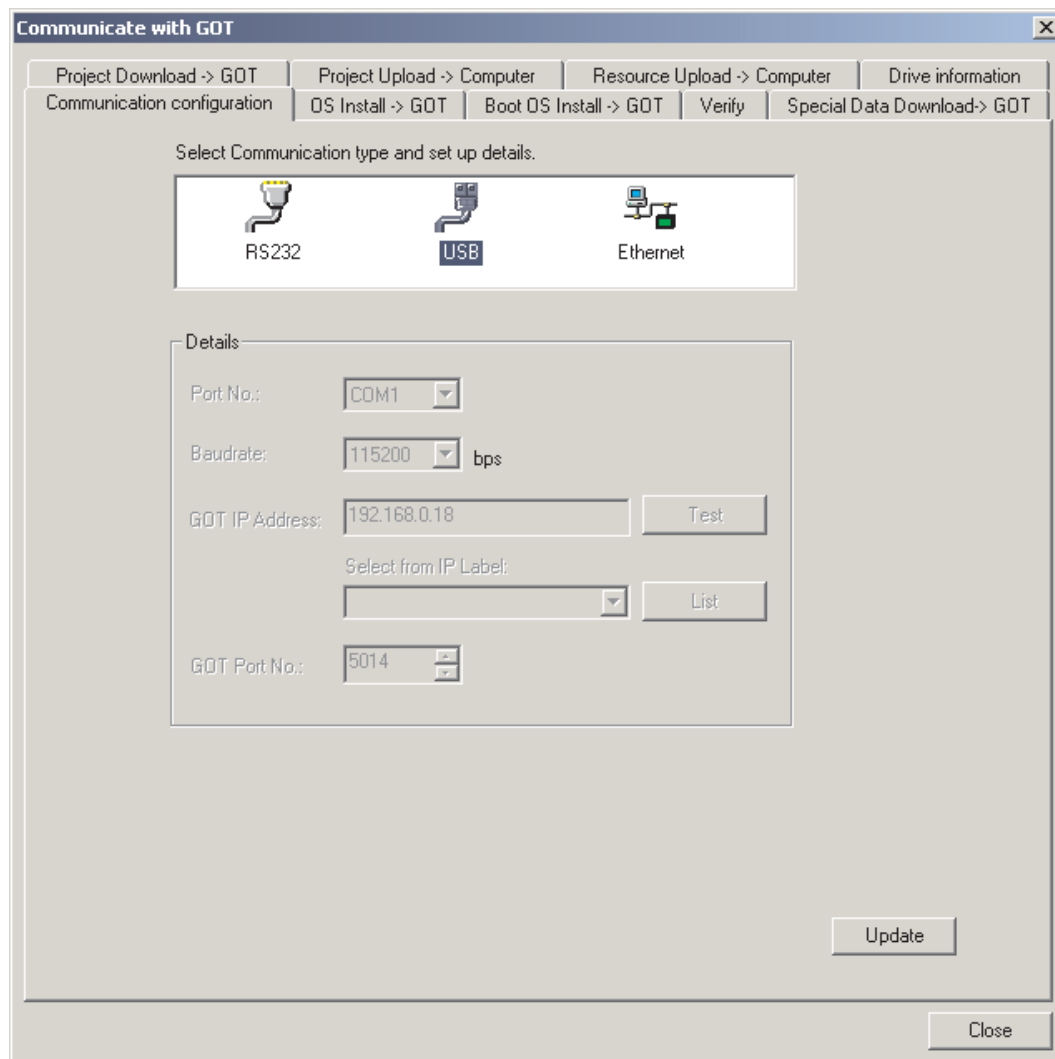 Communicate with GOT
Project Download -> GOT Project Upload -> Computer Resource Upload -> Computer Drive information
Communication configuration OS Install -> GOT Boot OS Install -> GOT Verify Special Data Download-> GOT
Select Communication type and set up details.
RS232 USB Ethernet
Details
Port No.: COM1
Baudrate: 115200 bps
GOT IP Address: 192.168.0.18 Test
Select from IP Label:
List
GOT Port No.: 5014
Update
Close